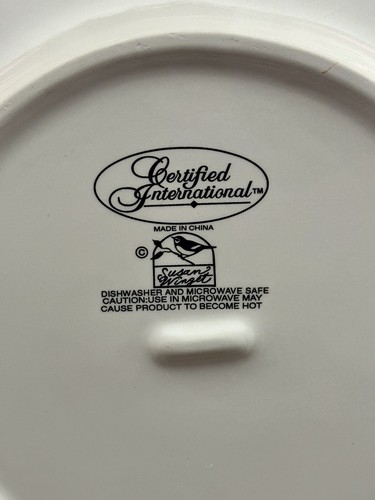 Certified
International™
MADE IN CHINA
©
Susan
Winget
DISHWASHER AND MICROWAVE SAFE
CAUTION:USE IN MICROWAVE MAY
CAUSE PRODUCT TO BECOME HOT